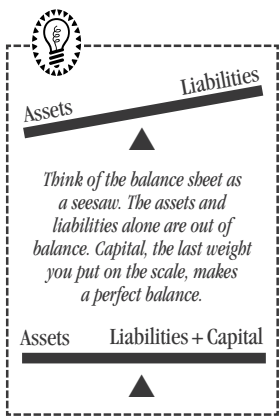 Assets Liabilities
Think of the balance sheet as
a seesaw. The assets and
liabilities alone are out of
balance. Capital, the last weight
you put on the scale, makes
a perfect balance.
Assets Liabilities + Capital